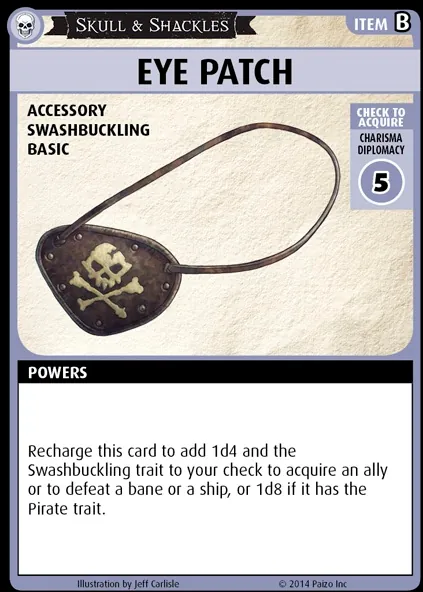 SKULL & SHACKLES
ITEM B
EYE PATCH
ACCESSORY
SWASHBUCKLING
BASIC
CHECK TO
ACQUIRE
CHARISMA
DIPLOMACY
5
POWERS
Recharge this card to add 1d4 and the
Swashbuckling trait to your check to acquire an ally
or to defeat a bane or a ship, or 1d8 if it has the
Pirate trait.
Illustration by Jeff Carlisle
© 2014 Paizo Inc